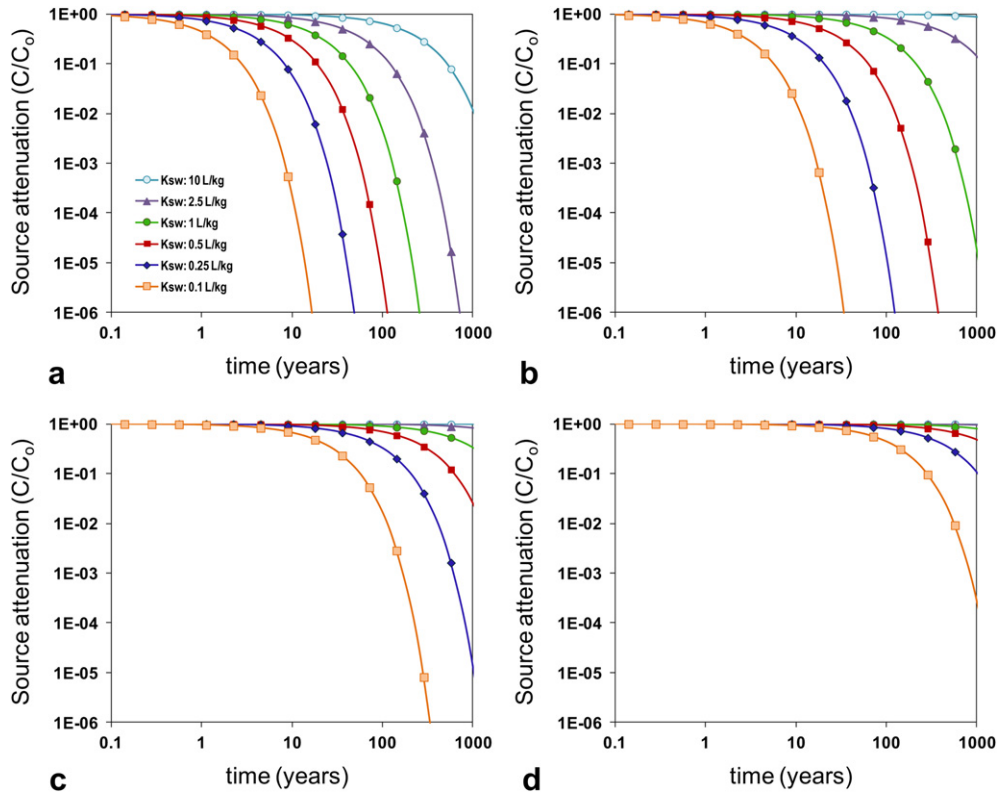 Source attenuation (C/Co)
1E+00
1E-01
1E-02
1E-03
1E-04
1E-05
1E-06
Ksw: 10 L/kg
Ksw: 2.5 L/kg
Ksw: 1 L/kg
Ksw: 0.5 L/kg
Ksw: 0.25 L/kg
Ksw: 0.1 L/kg
0.1 1 10 100 1000
time (years)
a
Source attenuation (C/Co)
1E+00
1E-01
1E-02
1E-03
1E-04
1E-05
1E-06
0.1 1 10 100 1000
time (years)
b
Source attenuation (C/Co)
1E+00
1E-01
1E-02
1E-03
1E-04
1E-05
1E-06
0.1 1 10 100 1000
time (years)
c
Source attenuation (C/Co)
1E+00
1E-01
1E-02
1E-03
1E-04
1E-05
1E-06
0.1 1 10 100 1000
time (years)
d